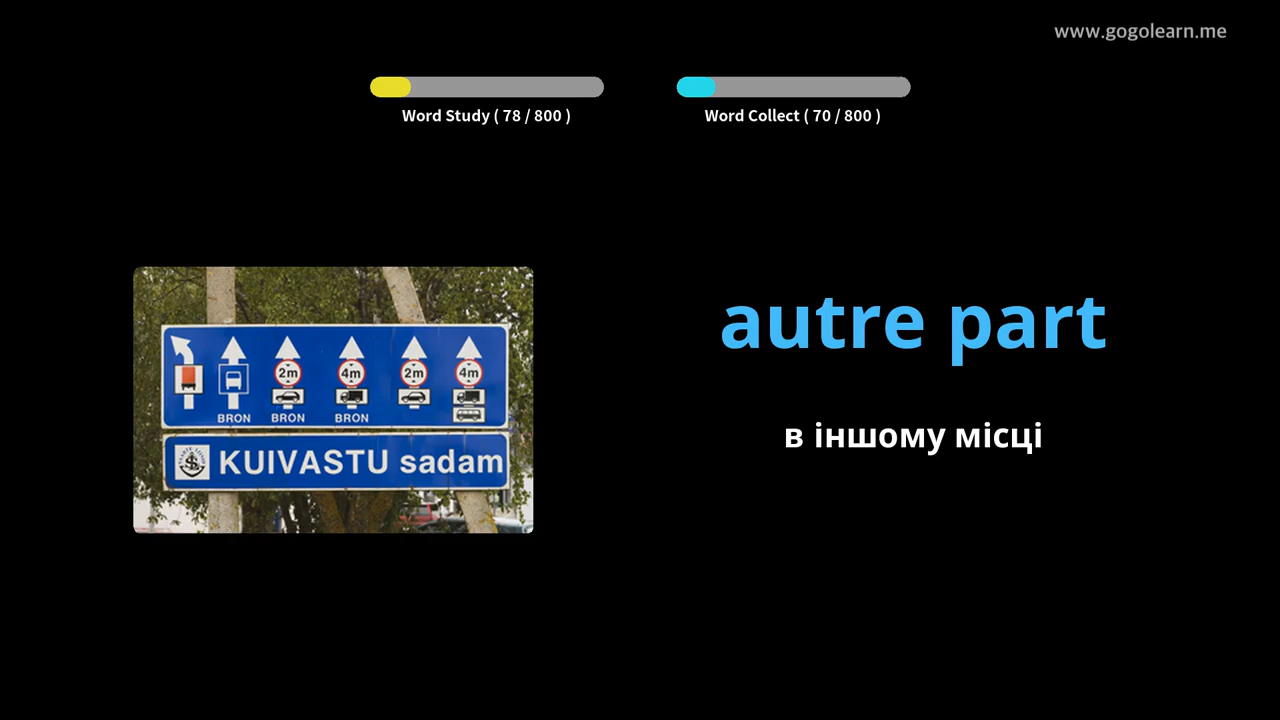 www.gogolearn.me
Word Study ( 78 / 800 )
Word Collect ( 70 / 800 )
2m 4m 2m 4m
BRON BRON BRON
KUIVASTU sadam
autre part
в іншому місці